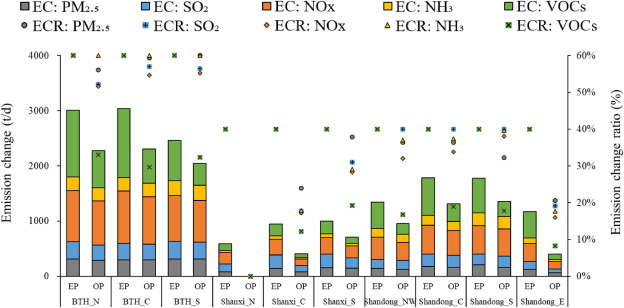 EC: PM₂.₅ EC: SO₂ EC: NOx EC: NH₃ EC: VOCs
ECR: PM₂.₅ ECR: SO₂ ECR: NOx ECR: NH₃ ECR: VOCs
4000 60%
50%
3000
40%
2000 30%
20%
1000
10%
0 0%
Emission change (t/d)
Emission change ratio (%)
EP OP EP OP EP OP EP OP EP OP EP OP EP OP EP OP EP OP EP OP
BTH_N BTH_C BTH_S Shanxi_N Shanxi_C Shanxi_S Shandong_NW Shandong_C Shandong_S Shandong_E